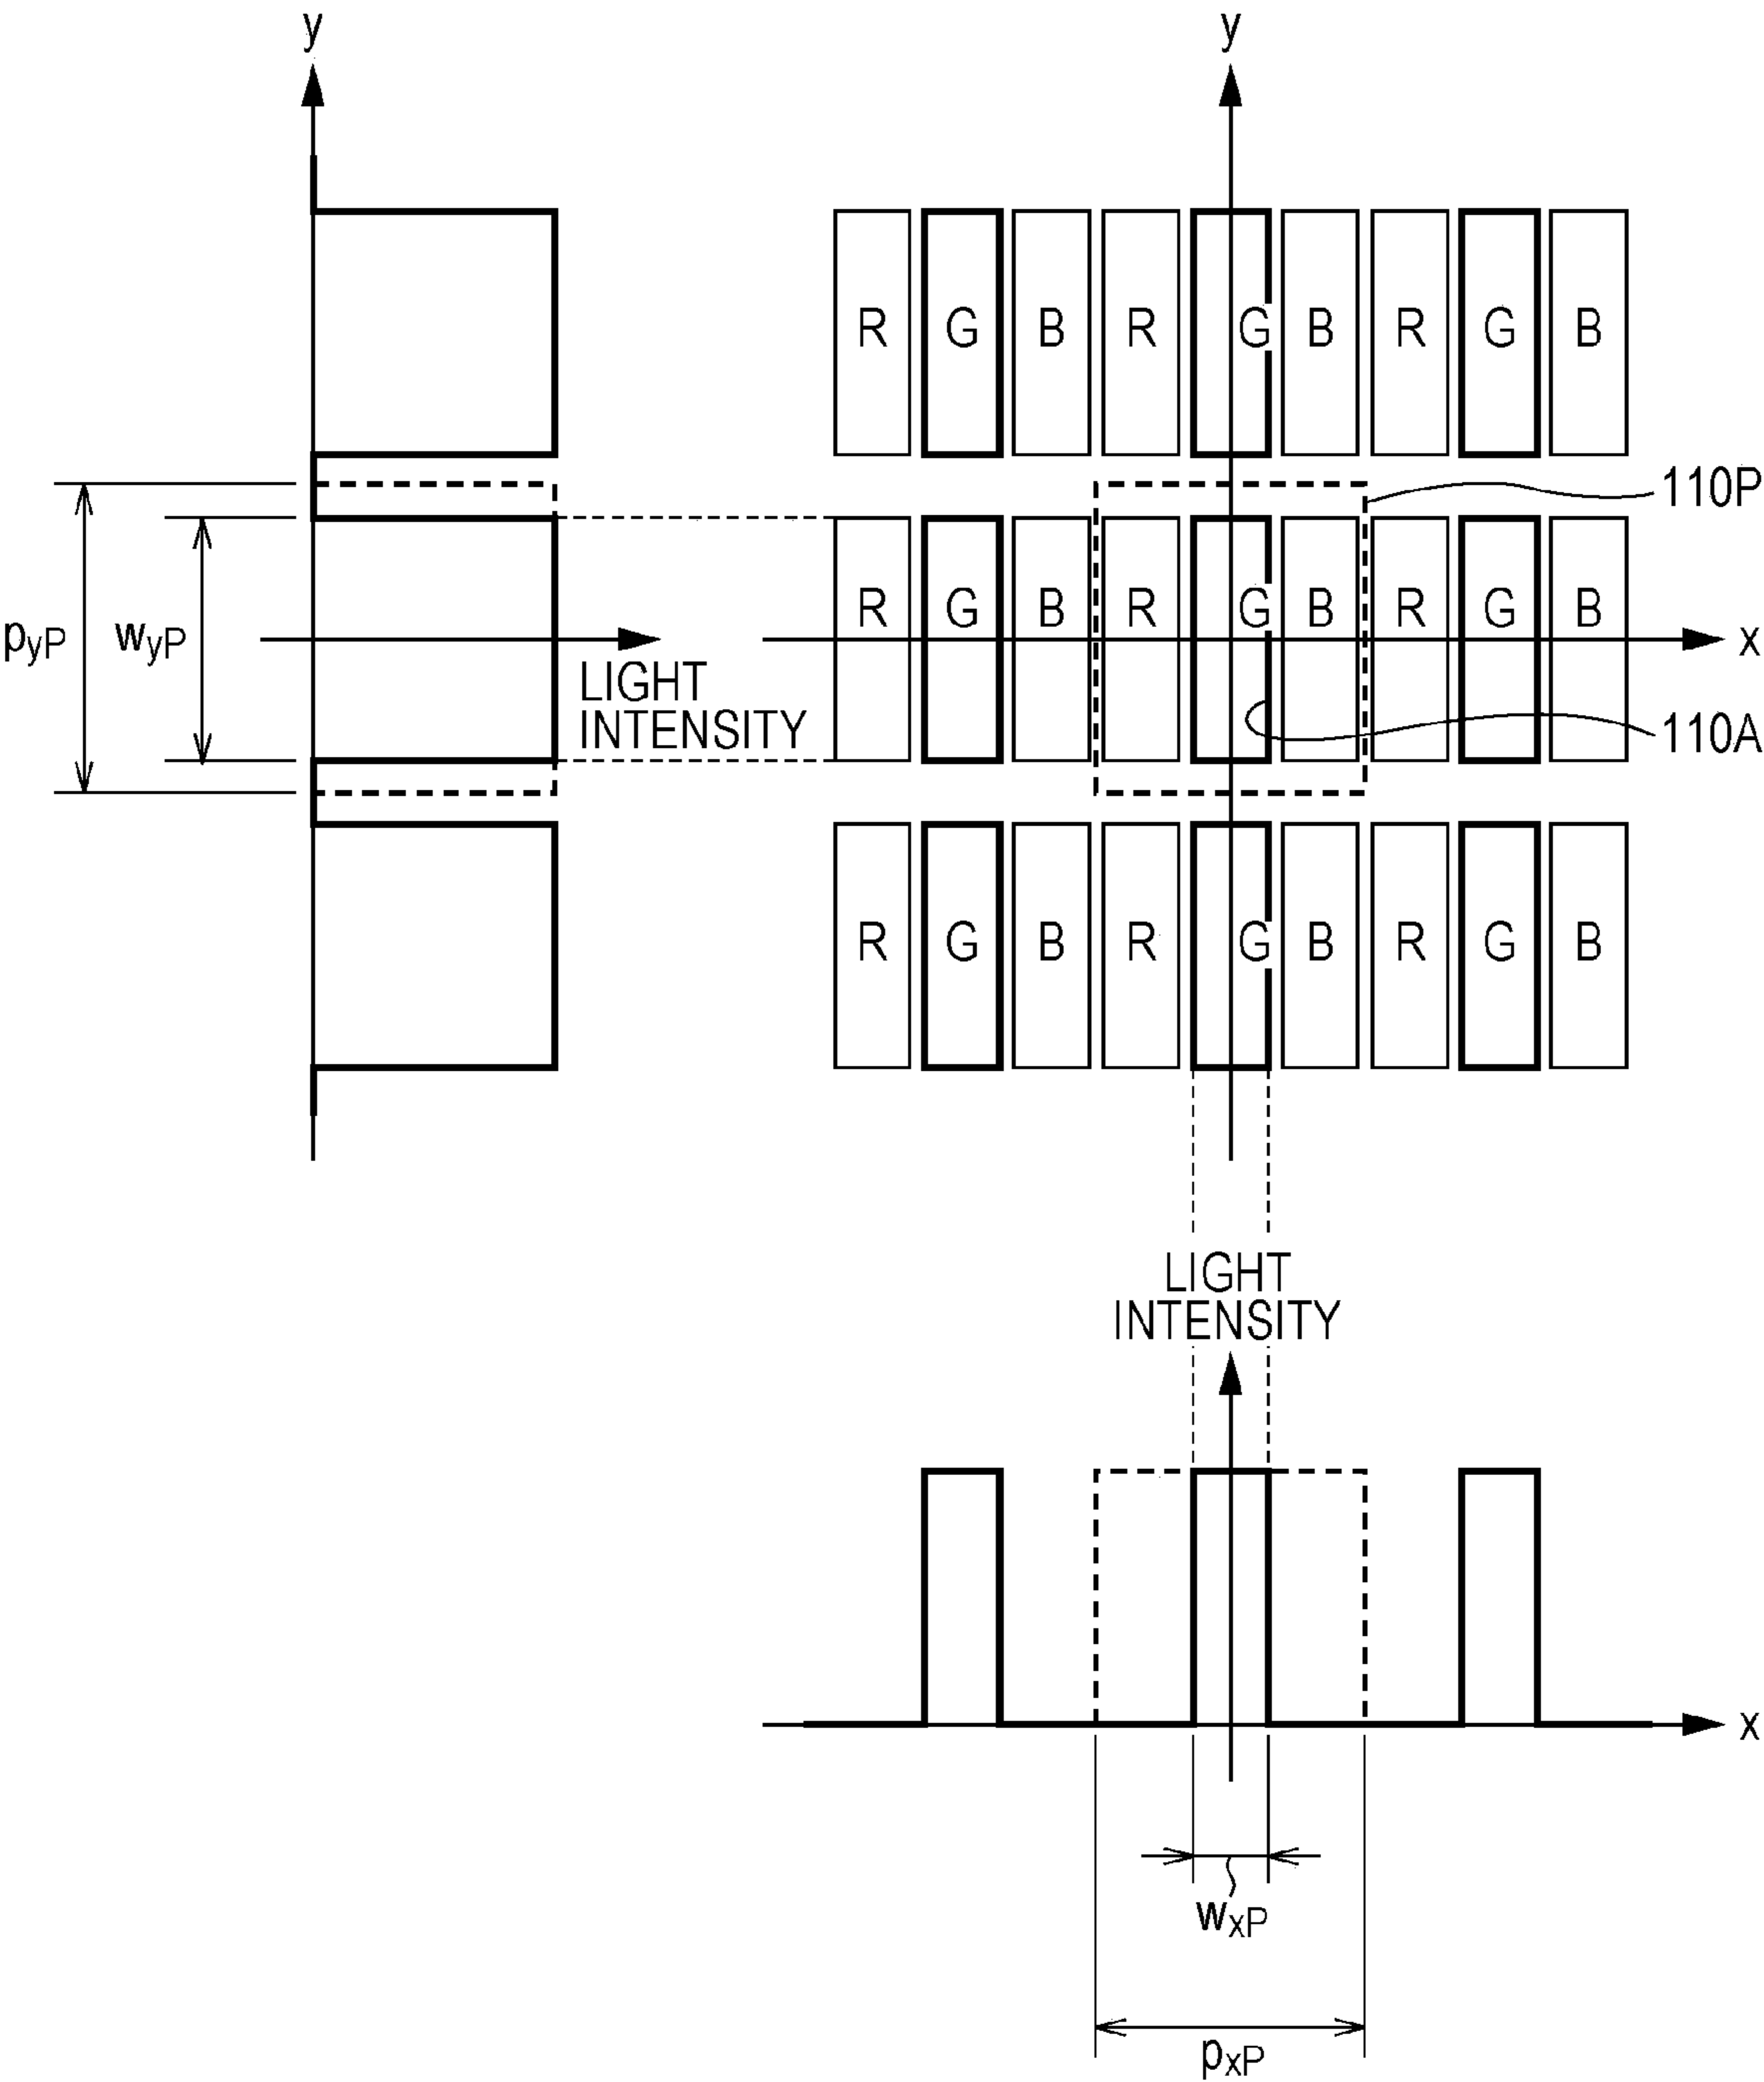 y
y
R G B R G B R G B
110P
R G B R G B R G B
pyP
wyP
x
LIGHT
INTENSITY
110A
R G B R G B R G B
LIGHT
INTENSITY
x
wxP
pxP